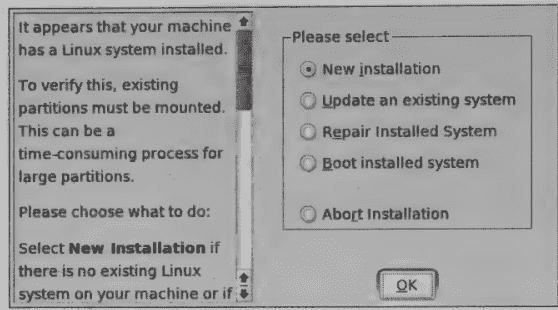 It appears that your machine
has a Linux system installed.
To verify this, existing
partitions must be mounted.
This can be a
time-consuming process for
large partitions.
Please choose what to do:
Select New Installation if
there is no existing Linux
system on your machine or if
Please select
New installation
Update an existing system
Repair Installed System
Boot installed system
Abort Installation
OK